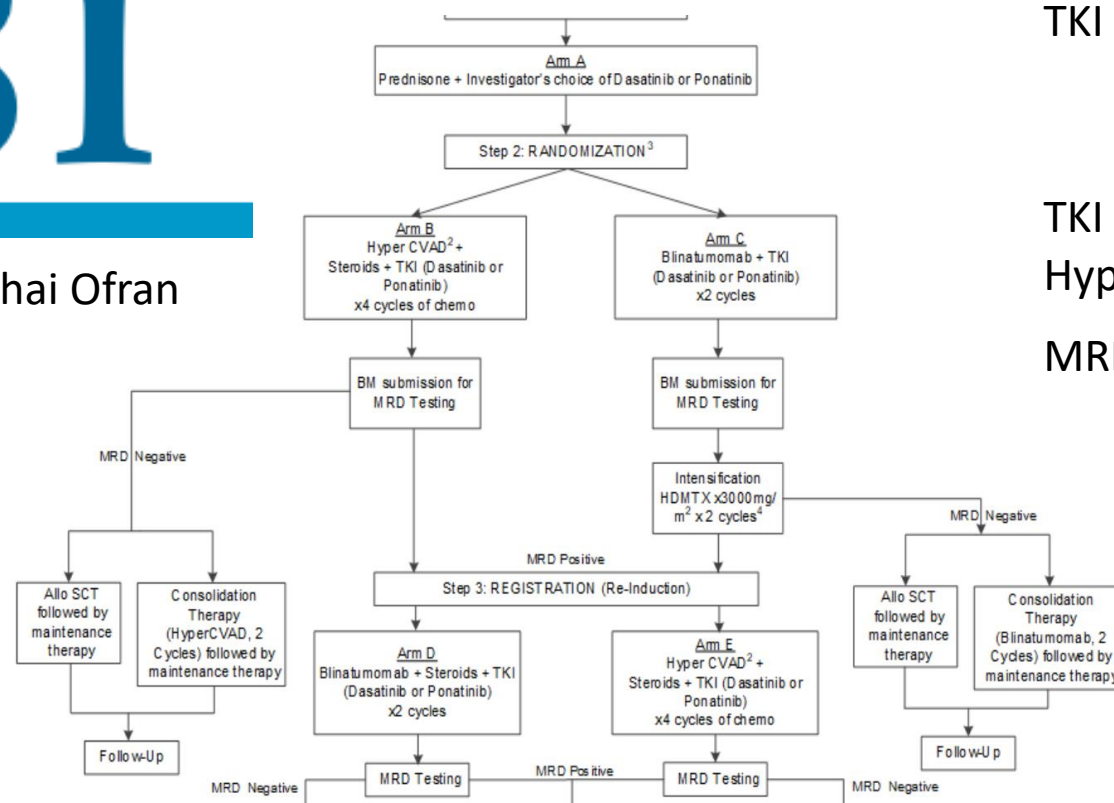 31
TKI
Arm A
Prednisone + Investigator's choice of Dasatinib or Ponatinib
Step 2: RANDOMIZATION³
hai Ofran
Arm B
Hyper CVAD² +
Steroids + TKI (Dasatinib or
Ponatinib)
x4 cycles of chemo
Arm C
Blinatumomab + TKI
(Dasatinib or Ponatinib)
x2 cycles
TKI
Hyp
MRI
BM submission for
MRD Testing
BM submission for
MRD Testing
MRD Negative
Intensification
HDMTX x3000mg/
m² x 2 cycles⁴
MRD Negative
MRD Positive
Step 3: REGISTRATION (Re-Induction)
Allo SCT
followed by
maintenance
therapy
Consolidation
Therapy
(HyperCVAD, 2
Cycles) followed by
maintenance therapy
Arm D
Blinatumomab + Steroids + TKI
(Dasatinib or Ponatinib)
x2 cycles
Arm E
Hyper CVAD² +
Steroids + TKI (Dasatinib or
Ponatinib)
x4 cycles of chemo
Allo SCT
followed by
maintenance
therapy
Consolidation
Therapy
(Blinatumomab, 2
Cycles) followed by
maintenance therapy
Follow-Up
Follow-Up
MRD Negative
MRD Testing
MRD Positive
MRD Testing
MRD Negative